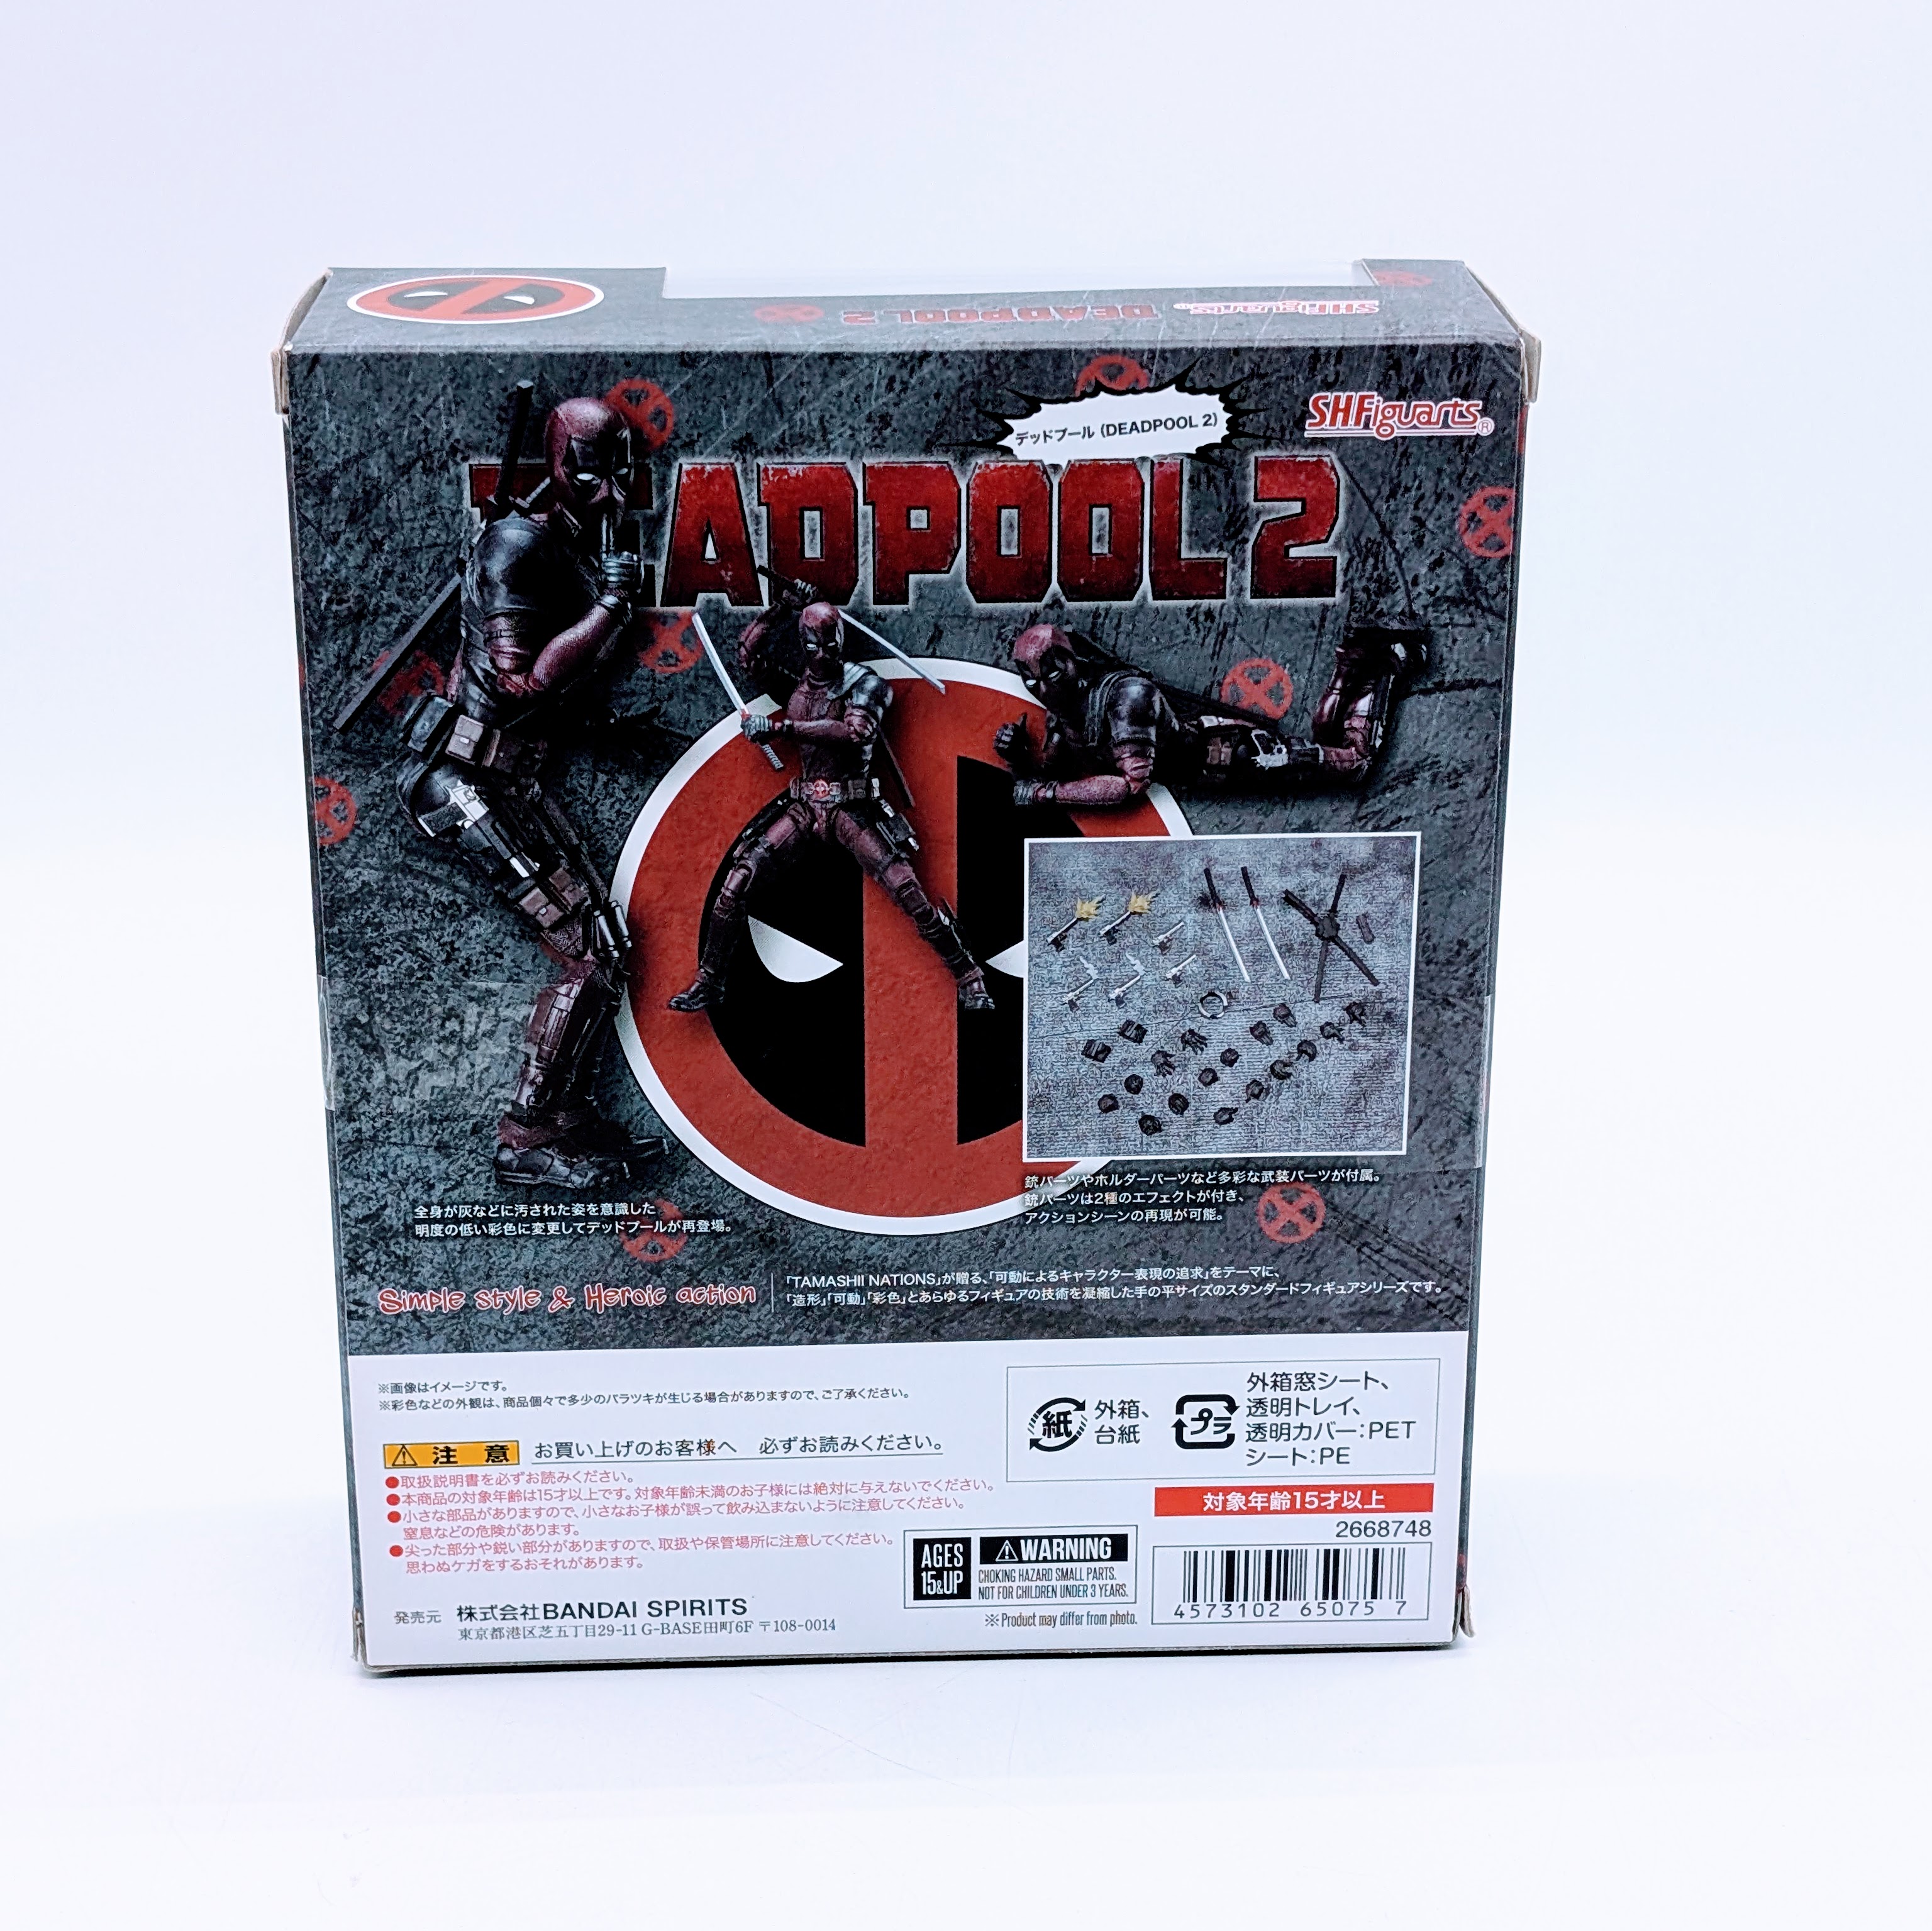 DEADPOOL 2
S.H.Figuarts
デッドプール (DEADPOOL 2)
S.H.Figuarts®
DEADPOOL 2
全身が灰などに汚された姿を意識した
明度の低い彩色に変更してデッドプールが再登場。
銃パーツやホルダーパーツなど多彩な武装パーツが付属。
銃パーツは2種のエフェクトが付き、
アクションシーンの再現が可能。
Simple style & Heroic action
「TAMASHII NATIONS」が贈る、「可動によるキャラクター表現の追求」をテーマに、
「造形」「可動」「彩色」とあらゆるフィギュアの技術を凝縮した手の平サイズのスタンダードフィギュアシリーズです。
※画像はイメージです。
※彩色などの外観は、商品個々で多少のバラツキが生じる場合がありますので、ご了承ください。
注 意 お買い上げのお客様へ 必ずお読みください。
●取扱説明書を必ずお読みください。
●本商品の対象年齢は15才以上です。対象年齢未満のお子様には絶対に与えないでください。
●小さな部品がありますので、小さなお子様が誤って飲み込まないように注意してください。
窒息などの危険があります。
●尖った部分や鋭い部分がありますので、取扱や保管場所に注意してください。
思わぬケガをするおそれがあります。
発売元 株式会社BANDAI SPIRITS
東京都港区芝五丁目29-11 G-BASE田町6F 〒108-0014
紙 外箱、
台紙
プラ 外箱窓シート、
透明トレイ、
透明カバー:PET
シート:PE
対象年齢15才以上
2668748
AGES
15&UP
WARNING
CHOKING HAZARD SMALL PARTS.
NOT FOR CHILDREN UNDER 3 YEARS.
※Product may differ from photo.
4573102 65075 7